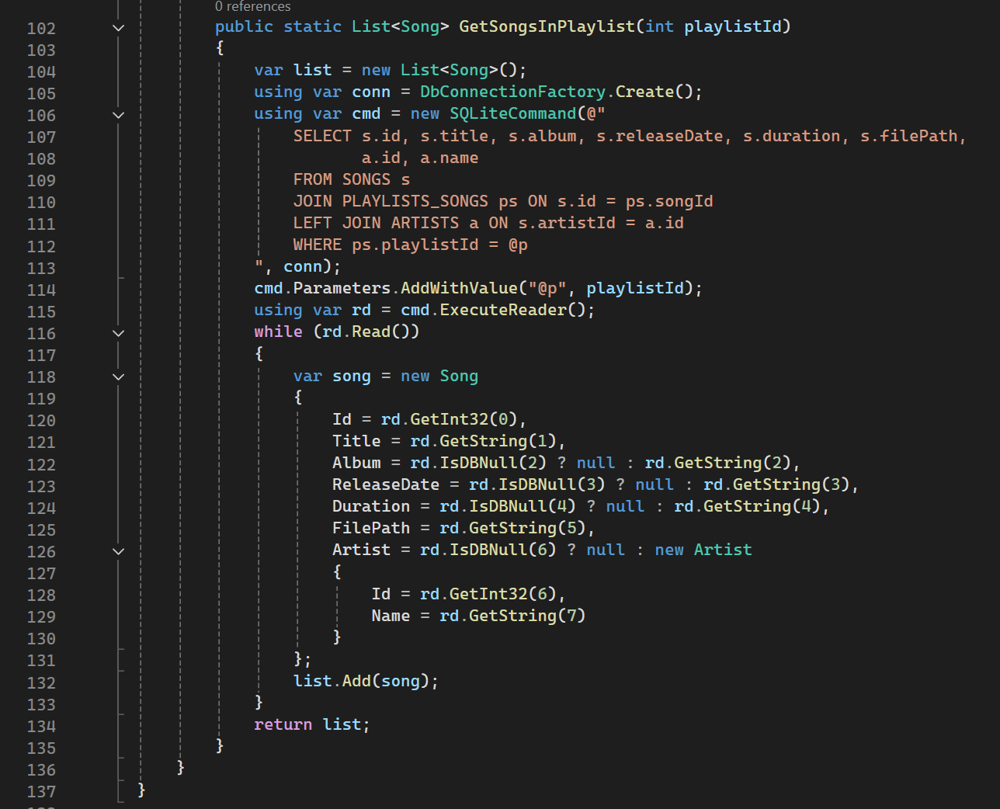 0 references
102 public static List<Song> GetSongsInPlaylist(int playlistId)
103 {
104 var list = new List<Song>();
105 using var conn = DbConnectionFactory.Create();
106 using var cmd = new SQLiteCommand(@"
107 SELECT s.id, s.title, s.album, s.releaseDate, s.duration, s.filePath,
108 a.id, a.name
109 FROM SONGS s
110 JOIN PLAYLISTS_SONGS ps ON s.id = ps.songId
111 LEFT JOIN ARTISTS a ON s.artistId = a.id
112 WHERE ps.playlistId = @p
113 ", conn);
114 cmd.Parameters.AddWithValue("@p", playlistId);
115 using var rd = cmd.ExecuteReader();
116 while (rd.Read())
117 {
118 var song = new Song
119 {
120 Id = rd.GetInt32(0),
121 Title = rd.GetString(1),
122 Album = rd.IsDBNull(2) ? null : rd.GetString(2),
123 ReleaseDate = rd.IsDBNull(3) ? null : rd.GetString(3),
124 Duration = rd.IsDBNull(4) ? null : rd.GetString(4),
125 FilePath = rd.GetString(5),
126 Artist = rd.IsDBNull(6) ? null : new Artist
127 {
128 Id = rd.GetInt32(6),
129 Name = rd.GetString(7)
130 }
131 };
132 list.Add(song);
133 }
134 return list;
135 }
136 }
137 }